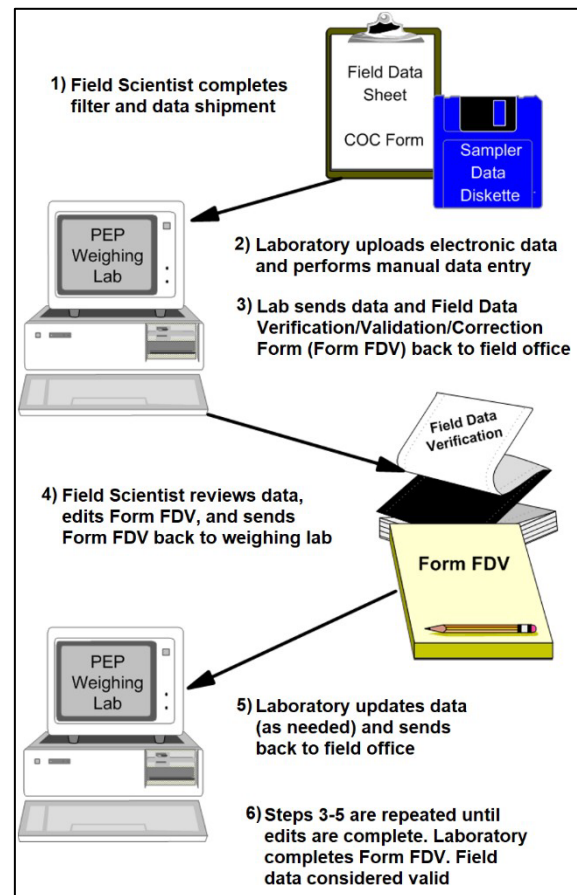 1) Field Scientist completes
filter and data shipment
Field Data
Sheet
COC Form
Sampler
Data
Diskette
PEP
Weighing
Lab
2) Laboratory uploads electronic data
and performs manual data entry
3) Lab sends data and Field Data
Verification/Validation/Correction
Form (Form FDV) back to field office
Field Data
Verification
4) Field Scientist reviews data,
edits Form FDV, and sends
Form FDV back to weighing lab
Form FDV
PEP
Weighing
Lab
5) Laboratory updates data
(as needed) and sends
back to field office
6) Steps 3-5 are repeated until
edits are complete. Laboratory
completes Form FDV. Field
data considered valid